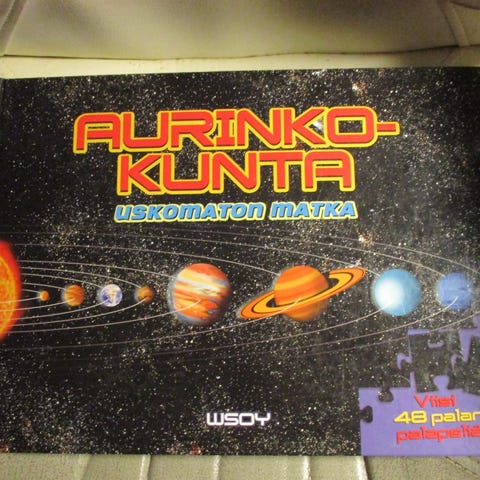 AURINKO-
KUNTA
USKOMATON MATKA
WSOY
Viisi
48 palan
palapeliä